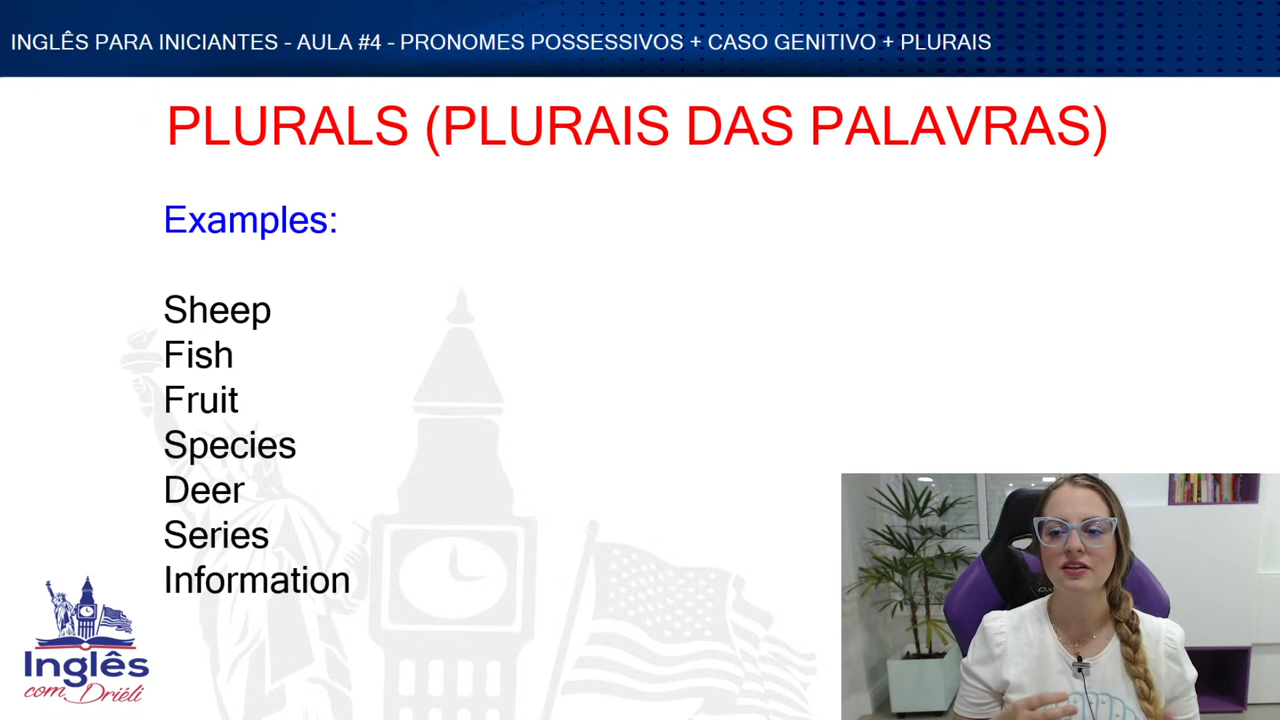 INGLÊS PARA INICIANTES - AULA #4 - PRONOMES POSSESSIVOS + CASO GENITIVO + PLURAIS
PLURALS (PLURAIS DAS PALAVRAS)
Examples:
Sheep
Fish
Fruit
Species
Deer
Series
Information
Inglês
com Driéli